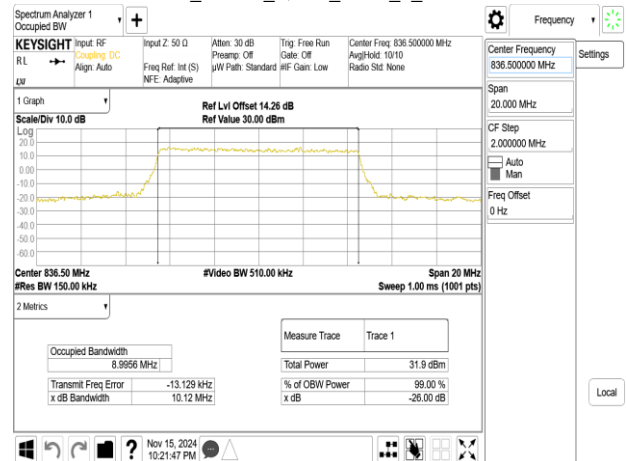 Spectrum Analyzer 1
Occupied BW
Frequency
KEYSIGHT
Input: RF
Coupling: DC
Align: Auto
Input Z: 50 Ω
Freq Ref: Int (S)
NFE: Adaptive
Atten: 30 dB
Preamp: Off
µW Path: Standard
Trig: Free Run
Gate: Off
#IF Gain: Low
Center Freq: 836.500000 MHz
Avg|Hold: 10/10
Radio Std: None
RL
Center Frequency
836.500000 MHz
Settings
Span
20.000 MHz
CF Step
2.000000 MHz
Auto
Man
Freq Offset
0 Hz
1 Graph
Scale/Div 10.0 dB
Ref Lvl Offset 14.26 dB
Ref Value 30.00 dBm
Log
20.0
10.0
0.00
-10.0
-20.0
-30.0
-40.0
-50.0
-60.0
Center 836.50 MHz
#Video BW 510.00 kHz
Span 20 MHz
#Res BW 150.00 kHz
Sweep 1.00 ms (1001 pts)
2 Metrics
Measure Trace
Trace 1
Occupied Bandwidth
8.9956 MHz
Total Power
31.9 dBm
Transmit Freq Error
-13.129 kHz
% of OBW Power
99.00 %
x dB Bandwidth
10.12 MHz
x dB
-26.00 dB
Local
?
Nov 15, 2024
10:21:47 PM